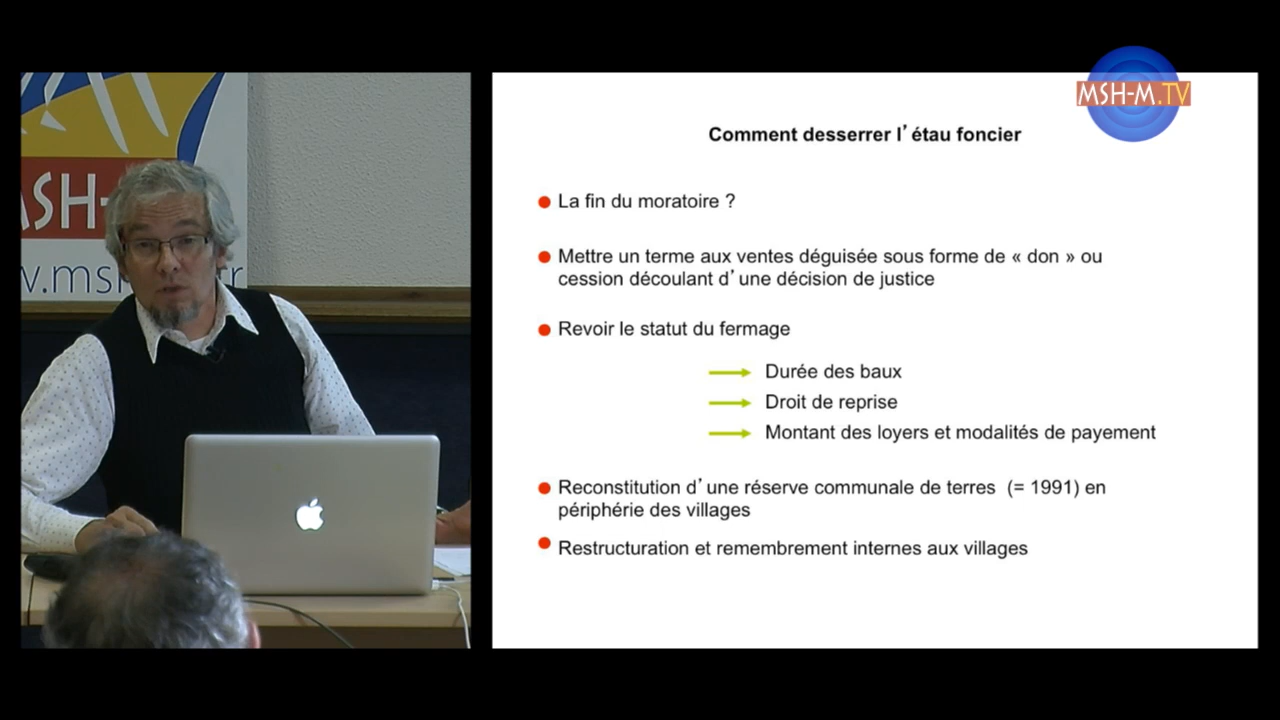 MSH-M.TV
Comment desserrer l’étau foncier
La fin du moratoire ?
Mettre un terme aux ventes déguisée sous forme de « don » ou
cession découlant d’une décision de justice
Revoir le statut du fermage
Durée des baux
Droit de reprise
Montant des loyers et modalités de payement
Reconstitution d’une réserve communale de terres (= 1991) en
périphérie des villages
Restructuration et remembrement internes aux villages
MSH-